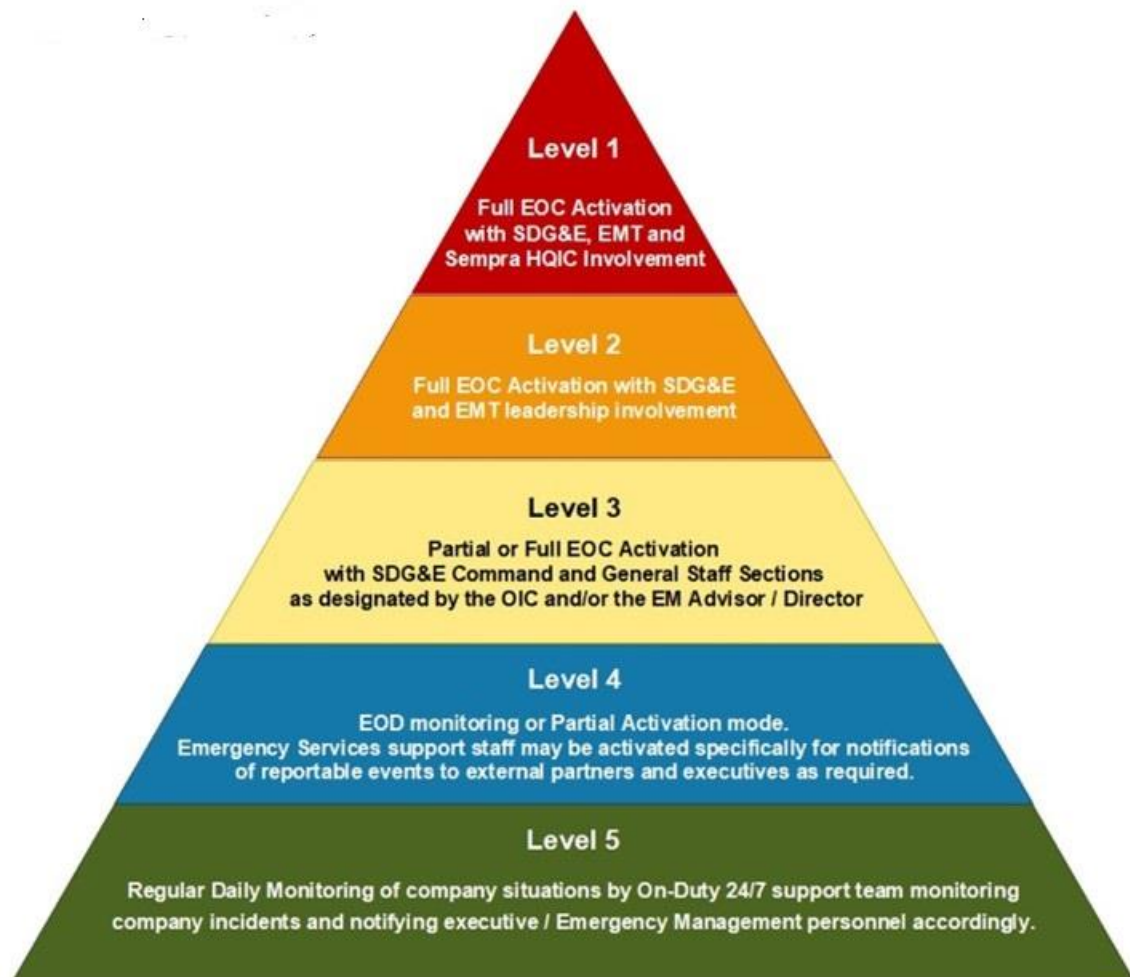 Level 1
Full EOC Activation
with SDG&E, EMT and
Sempra HQIC Involvement
Level 2
Full EOC Activation with SDG&E
and EMT leadership involvement
Level 3
Partial or Full EOC Activation
with SDG&E Command and General Staff Sections
as designated by the OIC and/or the EM Advisor / Director
Level 4
EOD monitoring or Partial Activation mode.
Emergency Services support staff may be activated specifically for notifications
of reportable events to external partners and executives as required.
Level 5
Regular Daily Monitoring of company situations by On-Duty 24/7 support team monitoring
company incidents and notifying executive / Emergency Management personnel accordingly.